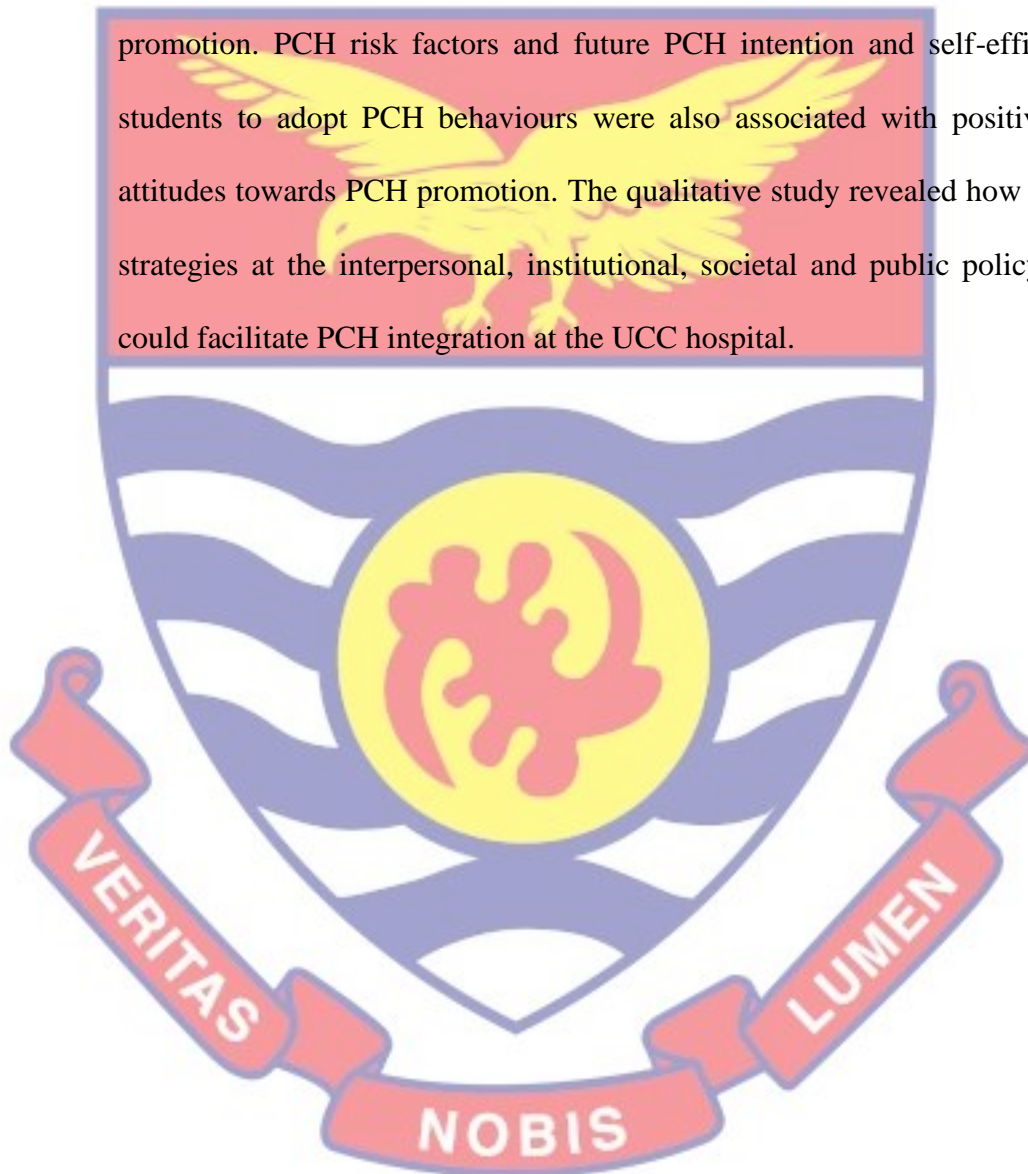 promotion. PCH risk factors and future PCH intention and self-effi
students to adopt PCH behaviours were also associated with positiv
attitudes towards PCH promotion. The qualitative study revealed how
strategies at the interpersonal, institutional, societal and public policy
could facilitate PCH integration at the UCC hospital.
VERITAS
NOBIS
LUMEN